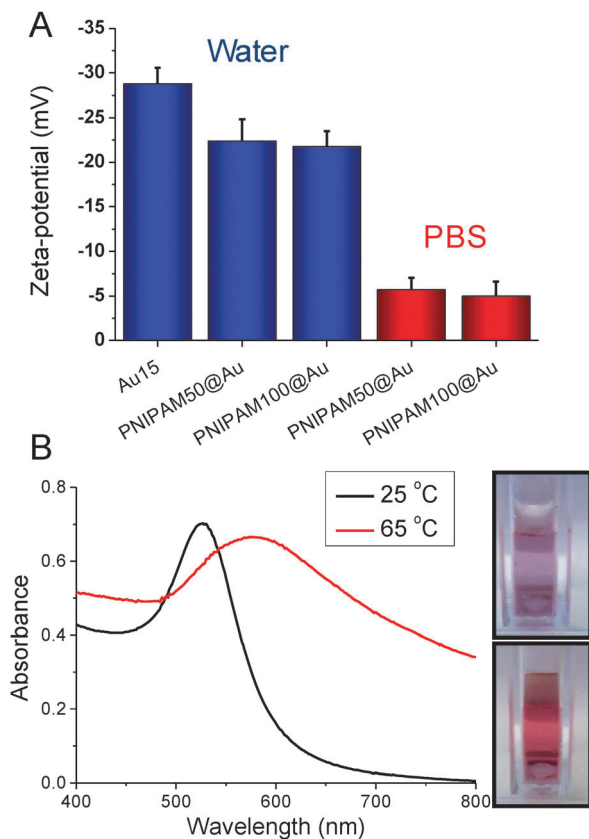 A
Water
PBS
Zeta-potential (mV)
-35
-30
-25
-20
-15
-10
-5
0
Au15
PNIPAM50@Au
PNIPAM100@Au
PNIPAM50@Au
PNIPAM100@Au
B
25 °C
65 °C
Absorbance
0.8
0.6
0.4
0.2
0.0
400 500 600 700 800
Wavelength (nm)